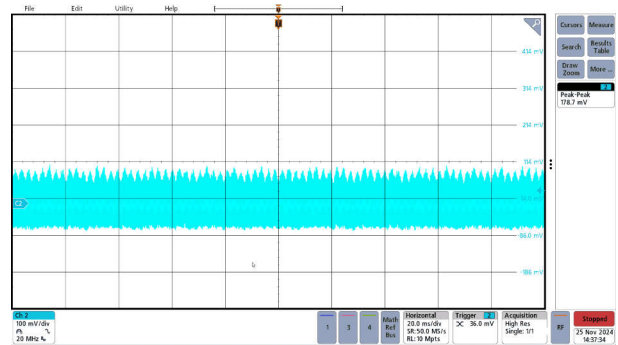 File Edit Utility Help
Cursors Measure
Search Results Table
Draw Zoom More ...
Peak-Peak 2
178.7 mV
414 mV
314 mV
214 mV
114 mV
C2
86.0 mV
-186 mV
Ch 2
100 mV/div
20 MHz
1 3 4
Math Ref Bus
Horizontal
20.0 ms/div
SR: 50.0 MS/s
RL: 10 Mpts
Trigger 2
36.0 mV
Acquisition
High Res
Single: 1/1
RF
Stopped
25 Nov 2024
14:37:34